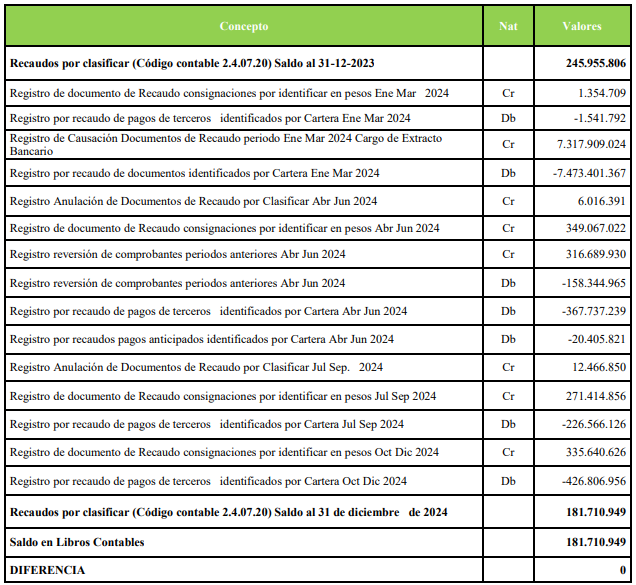 Concepto Nat Valores
Recaudos por clasificar (Código contable 2.4.07.20) Saldo al 31-12-2023 245.955.806
Registro de documento de Recaudo consignaciones por identificar en pesos Ene Mar 2024 Cr 1.354.709
Registro por recaudo de pagos de terceros identificados por Cartera Ene Mar 2024 Db -1.541.792
Registro de Causación Documentos de Recaudo periodo Ene Mar 2024 Cargo de Extracto
Bancario Cr 7.317.909.024
Registro por recaudo de documentos identificados por Cartera Ene Mar 2024 Db -7.473.401.367
Registro Anulación de Documentos de Recaudo por Clasificar Abr Jun 2024 Cr 6.016.391
Registro de documento de Recaudo consignaciones por identificar en pesos Abr Jun 2024 Cr 349.067.022
Registro reversión de comprobantes periodos anteriores Abr Jun 2024 Cr 316.689.930
Registro reversión de comprobantes periodos anteriores Abr Jun 2024 Db -158.344.965
Registro por recaudo de pagos de terceros identificados por Cartera Abr Jun 2024 Db -367.737.239
Registro por recaudos pagos anticipados identificados por Cartera Abr Jun 2024 Db -20.405.821
Registro Anulación de Documentos de Recaudo por Clasificar Jul Sep. 2024 Cr 12.466.850
Registro de documento de Recaudo consignaciones por identificar en pesos Jul Sep 2024 Cr 271.414.856
Registro por recaudo de pagos de terceros identificados por Cartera Jul Sep 2024 Db -226.566.126
Registro de documento de Recaudo consignaciones por identificar en pesos Oct Dic 2024 Cr 335.640.626
Registro por recaudo de pagos de terceros identificados por Cartera Oct Dic 2024 Db -426.806.956
Recaudos por clasificar (Código contable 2.4.07.20) Saldo al 31 de diciembre de 2024 181.710.949
Saldo en Libros Contables 181.710.949
DIFERENCIA 0